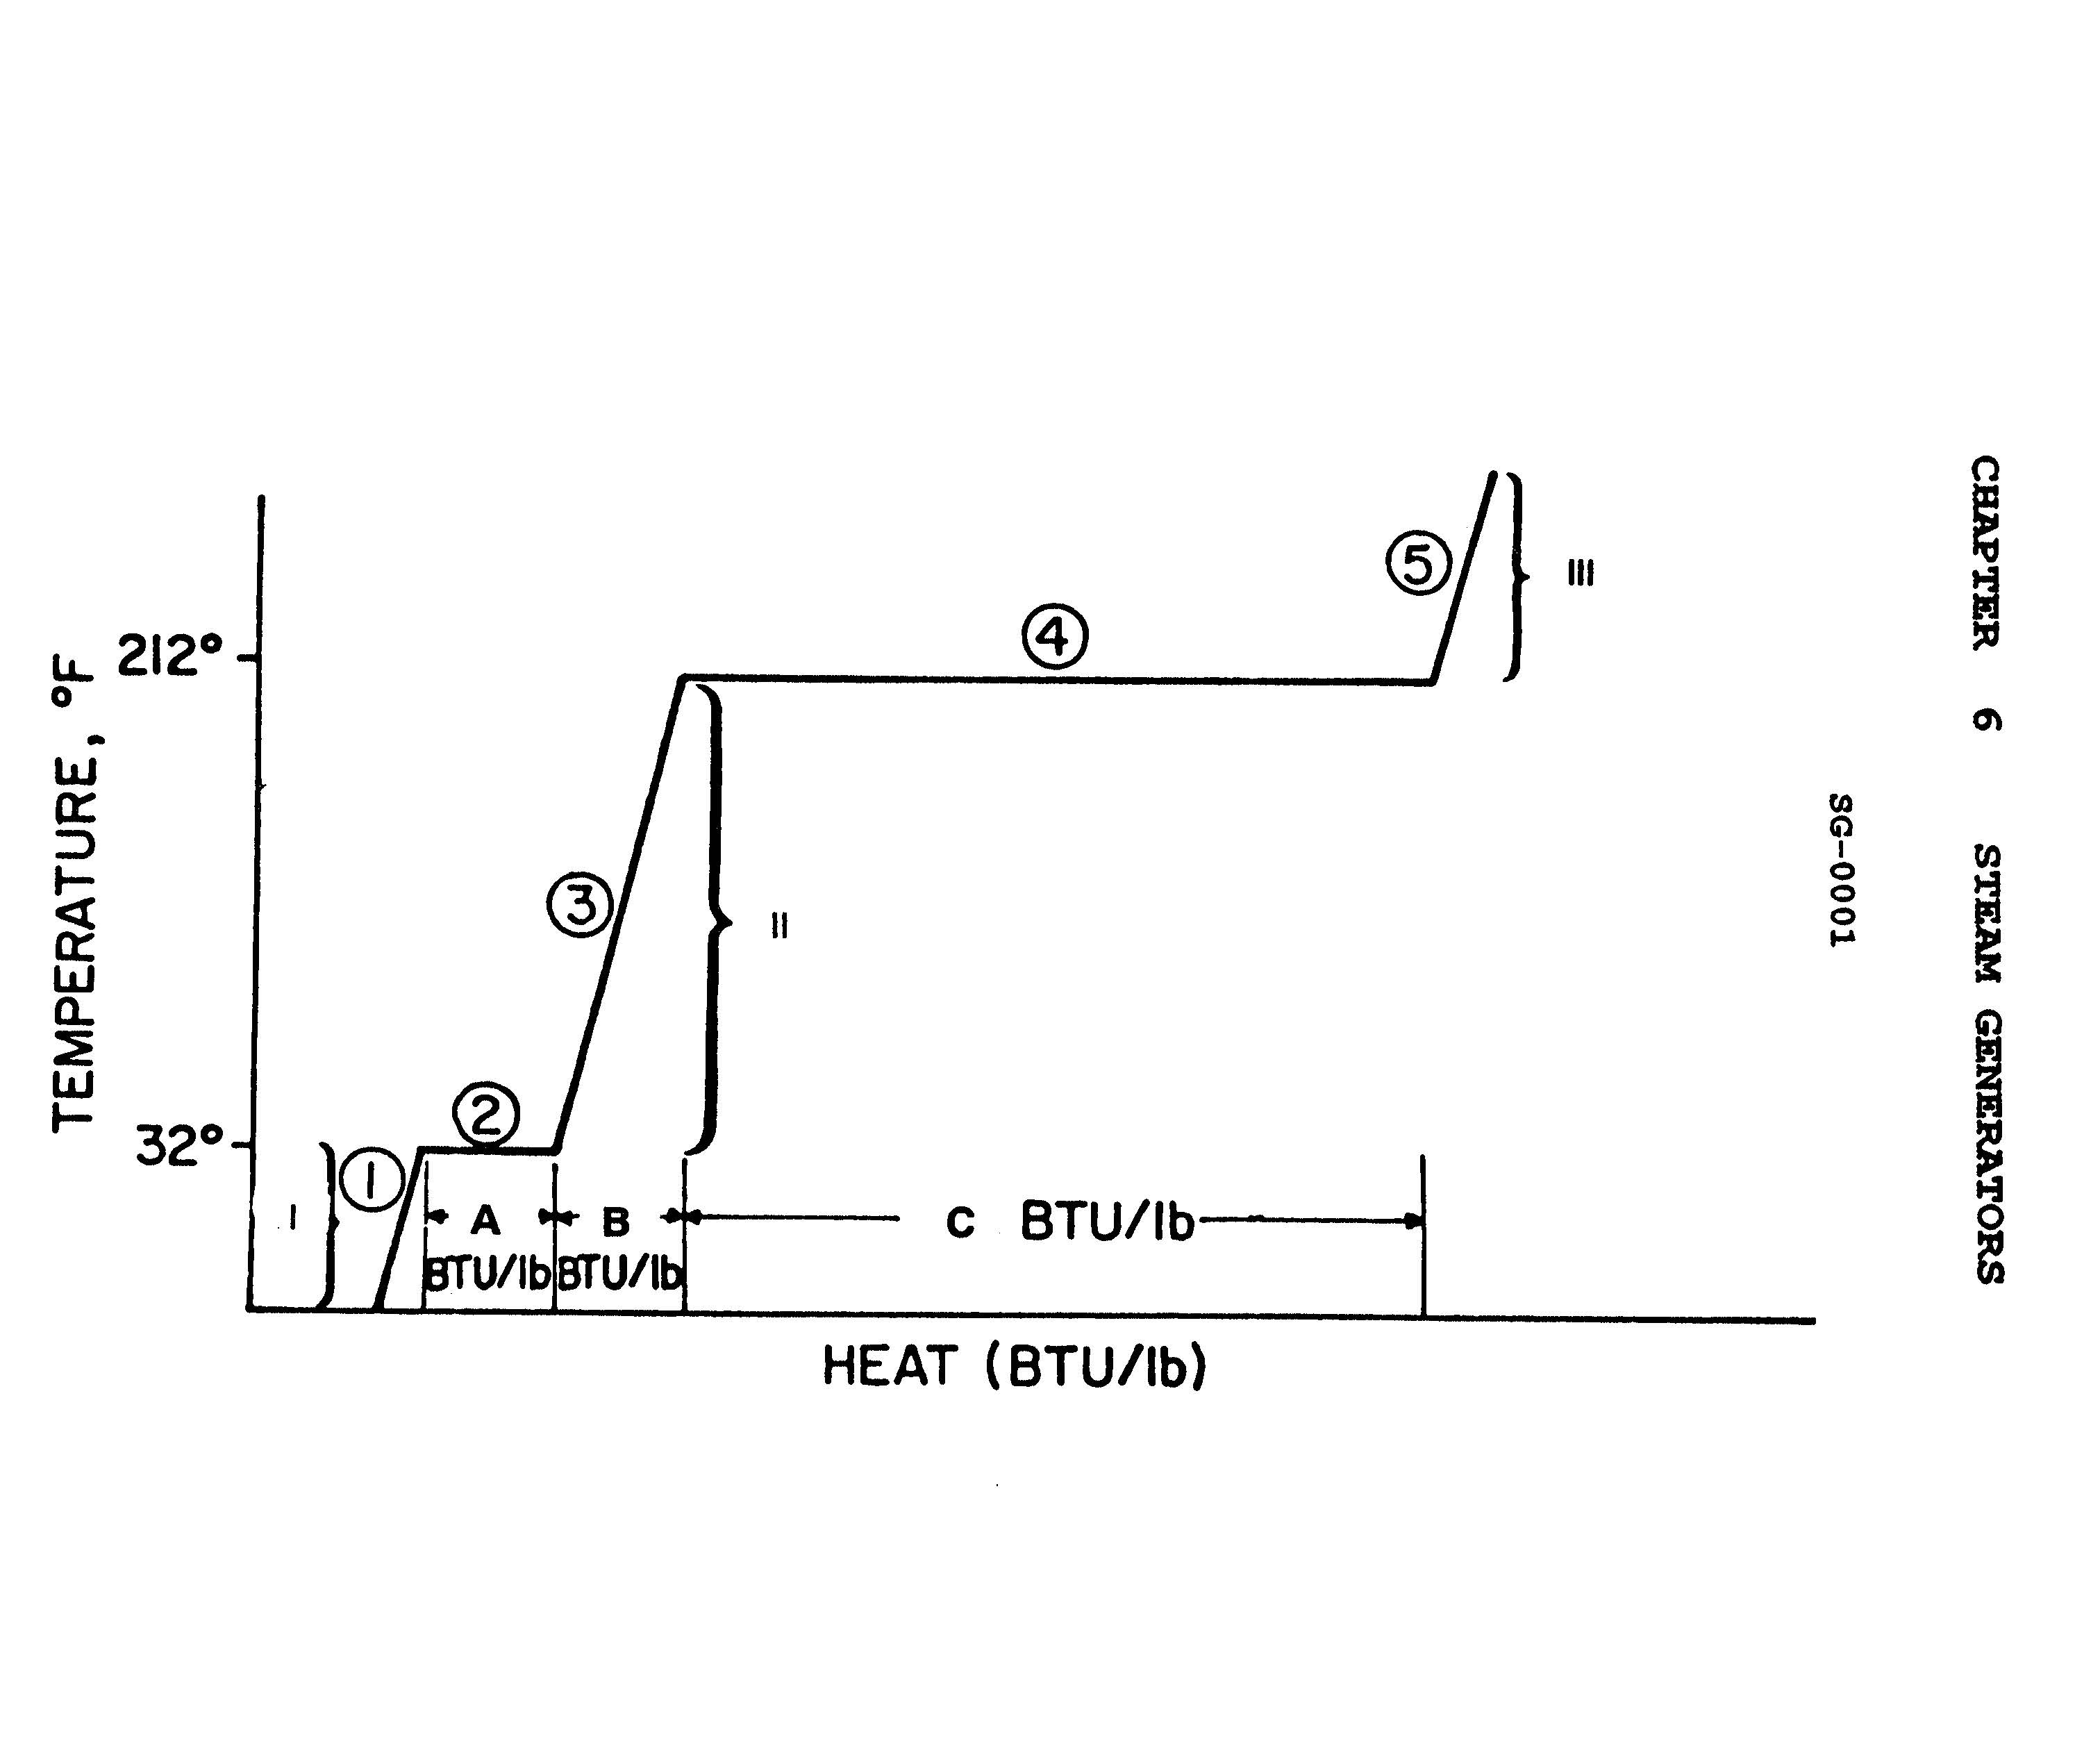 CHAPTER 6 STEAM GENERATORS
SG-0001
TEMPERATURE, °F
212°
32°
1
2
3
4
5
I
II
III
A
BTU/lb
B
BTU/lb
C BTU/lb
HEAT (BTU/lb)